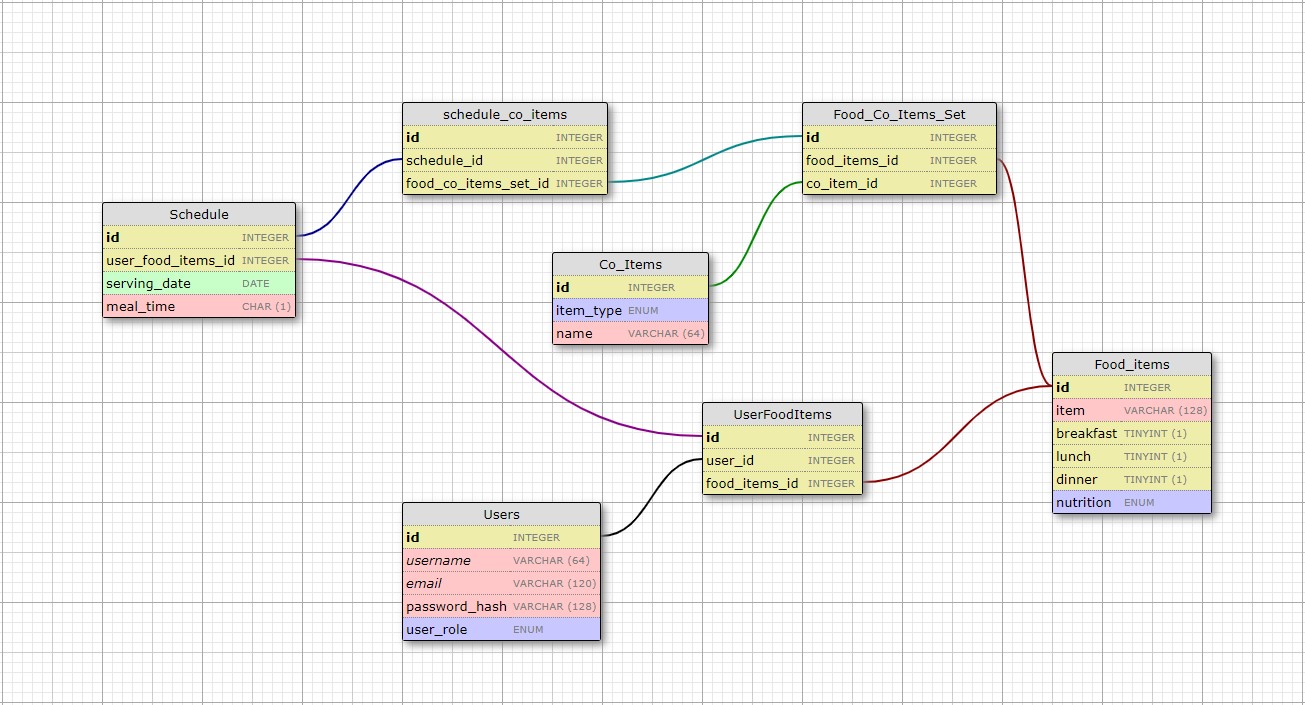 schedule_co_items
id INTEGER
schedule_id INTEGER
food_co_items_set_id INTEGER
Food_Co_Items_Set
id INTEGER
food_items_id INTEGER
co_item_id INTEGER
Schedule
id INTEGER
user_food_items_id INTEGER
serving_date DATE
meal_time CHAR (1)
Co_Items
id INTEGER
item_type ENUM
name VARCHAR (64)
Food_items
id INTEGER
item VARCHAR (128)
breakfast TINYINT (1)
lunch TINYINT (1)
dinner TINYINT (1)
nutrition ENUM
UserFoodItems
id INTEGER
user_id INTEGER
food_items_id INTEGER
Users
id INTEGER
username VARCHAR (64)
email VARCHAR (120)
password_hash VARCHAR (128)
user_role ENUM